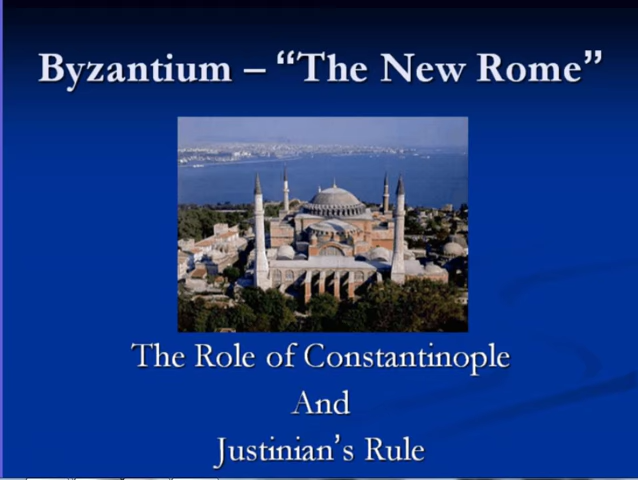 Byzantium – “The New Rome”
The Role of Constantinople
And
Justinian’s Rule